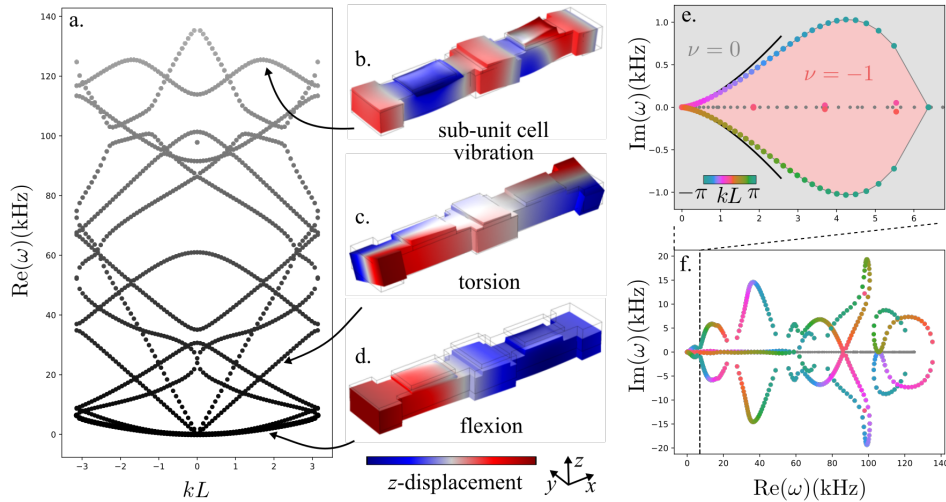 a.
140
120
100
80
60
40
20
0
Re(ω)(kHz)
−3 −2 −1 0 1 2 3
kL
b.
sub-unit cell
vibration
c.
torsion
d.
flexion
z-displacement
z
y x
e.
ν = 0
ν = −1
1.0
0.5
0.0
−0.5
−1.0
Im(ω)(kHz)
−π kL π
0 1 2 3 4 5 6
f.
20
15
10
5
0
−5
−10
−15
−20
Im(ω)(kHz)
0 20 40 60 80 100 120 140
Re(ω)(kHz)